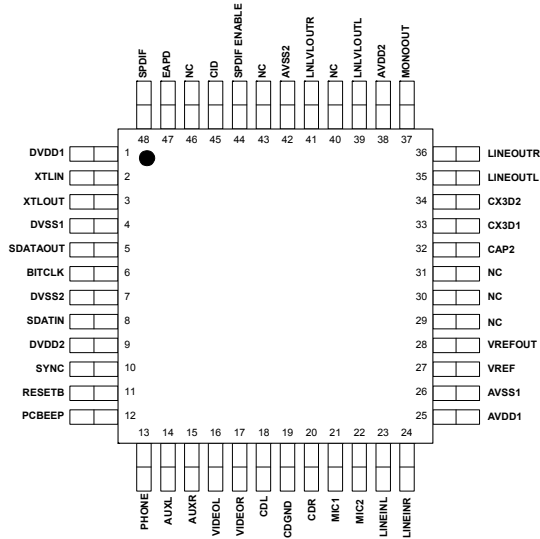 SPDIF
EAPD
NC
CID
SPDIF ENABLE
NC
AVSS2
LNLVLOUTR
NC
LNLVLOUTL
AVDD2
MONOOUT
48 47 46 45 44 43 42 41 40 39 38 37
DVDD1 1 36 LINEOUTR
XTLIN 2 35 LINEOUTL
XTLOUT 3 34 CX3D2
DVSS1 4 33 CX3D1
SDATAOUT 5 32 CAP2
BITCLK 6 31 NC
DVSS2 7 30 NC
SDATIN 8 29 NC
DVDD2 9 28 VREFOUT
SYNC 10 27 VREF
RESETB 11 26 AVSS1
PCBEEP 12 25 AVDD1
13 14 15 16 17 18 19 20 21 22 23 24
PHONE
AUXL
AUXR
VIDEOL
VIDEOR
CDL
CDGND
CDR
MIC1
MIC2
LINEINL
LINEINR